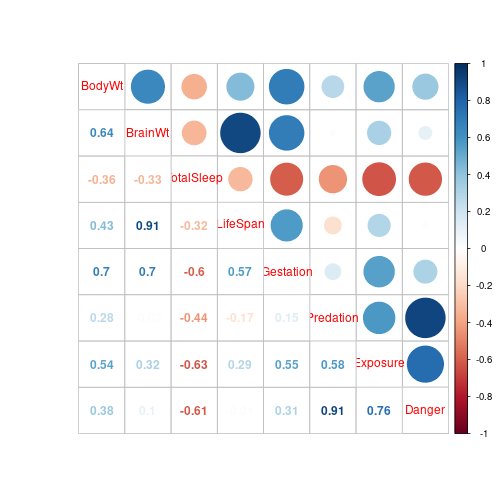 BodyWt
0.64 BrainWt
-0.36 -0.33 otalSleep
0.43 0.91 -0.32 LifeSpan
0.7 0.7 -0.6 0.57 Gestation
0.28 -0.44 -0.17 0.15 Predation
0.54 0.32 -0.63 0.29 0.55 0.58 Exposure
0.38 0.1 -0.61 0.31 0.91 0.76 Danger
1
0.8
0.6
0.4
0.2
0
-0.2
-0.4
-0.6
-0.8
-1